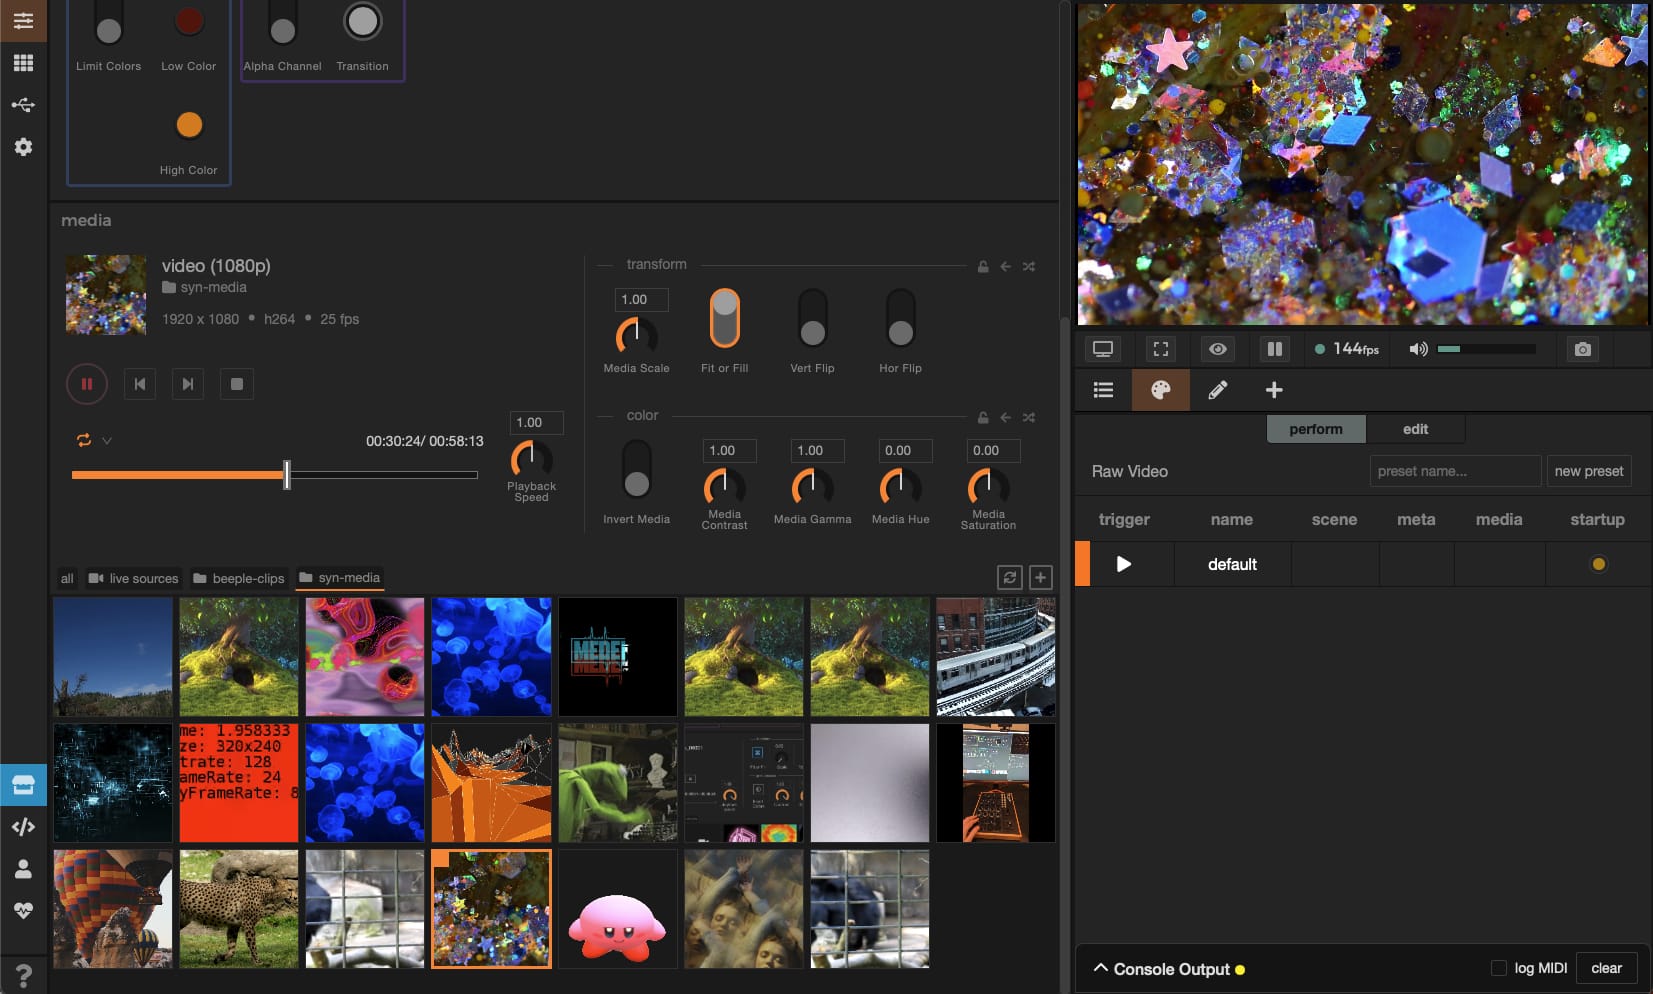 Limit Colors
Low Color
High Color
Alpha Channel
Transition
media
video (1080p)
syn-media
1920 x 1080 • h264 • 25 fps
00:30:24/ 00:58:13
1.00
Playback
Speed
transform
1.00
Media Scale
Fit or Fill
Vert Flip
Hor Flip
color
Invert Media
1.00
Media
Contrast
1.00
Media Gamma
0.00
Media Hue
0.00
Media
Saturation
all
live sources
beeple-clips
syn-media
me: 1.958333
ze: 320x240
trate: 128
ameRate: 24
yFrameRate: 8
144fps
perform
edit
Raw Video
preset name...
new preset
trigger name scene meta media startup
default
Console Output
log MIDI
clear